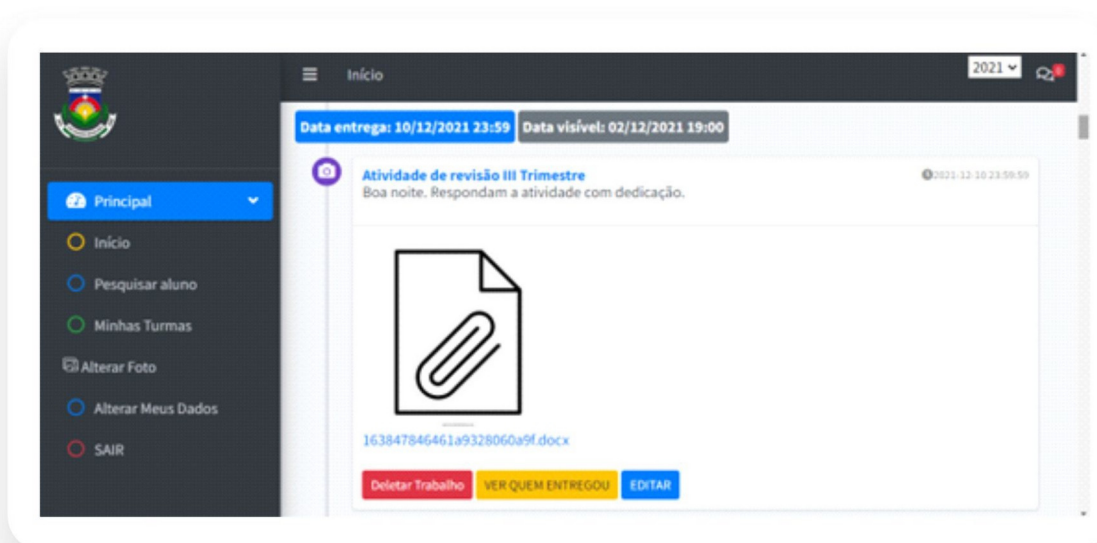 Início
2021
Data entrega: 10/12/2021 23:59 Data visível: 02/12/2021 19:00
Atividade de revisão III Trimestre
2021-12-10 23:59:59
Boa noite. Respondam a atividade com dedicação.
Principal
Início
Pesquisar aluno
Minhas Turmas
Alterar Foto
Alterar Meus Dados
SAIR
163847846461a9328060a9f.docx
Deletar Trabalho VER QUEM ENTREGOU EDITAR